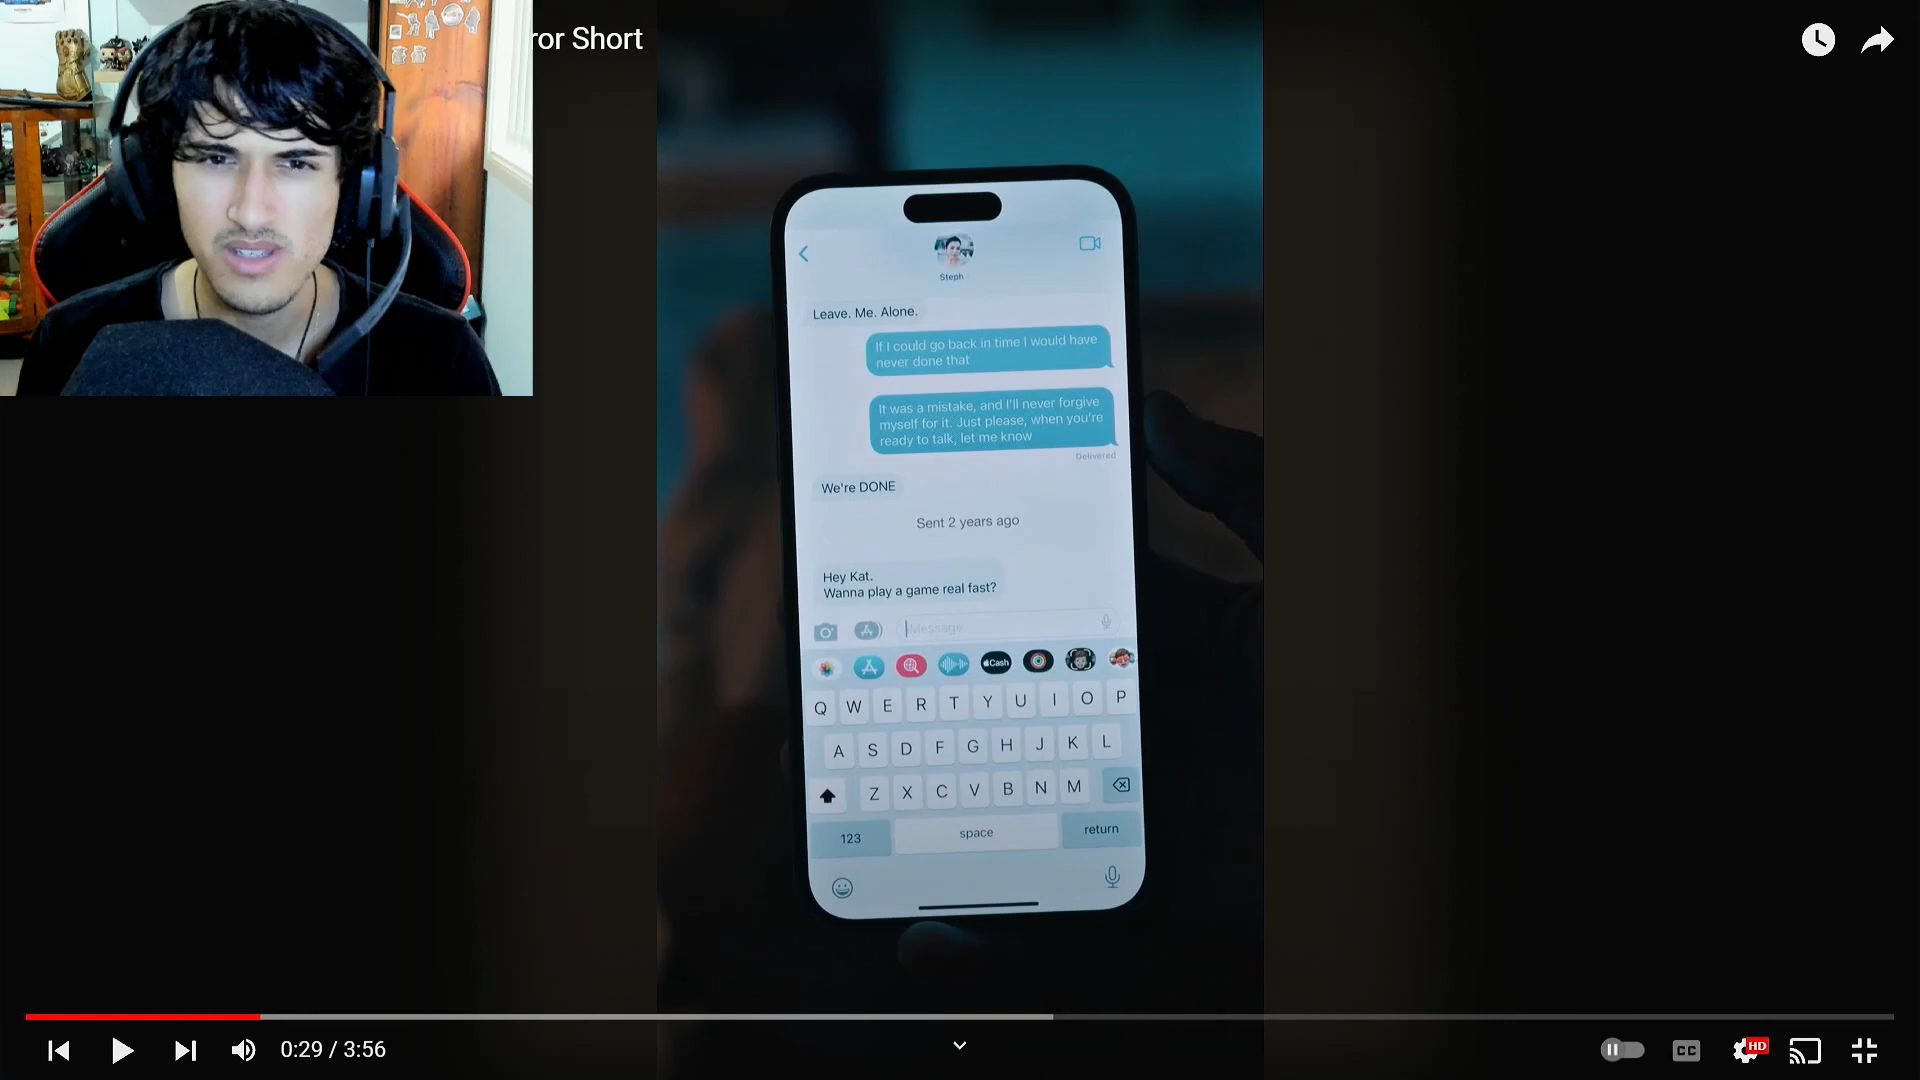 ror Short
Steph
Leave. Me. Alone.
If I could go back in time I would have
never done that
It was a mistake, and I'll never forgive
myself for it. Just please, when you're
ready to talk, let me know
Delivered
We're DONE
Sent 2 years ago
Hey Kat.
Wanna play a game real fast?
Message
Cash
Q W E R T Y U I O P
A S D F G H J K L
Z X C V B N M
123 space return
0:29 / 3:56
CC HD